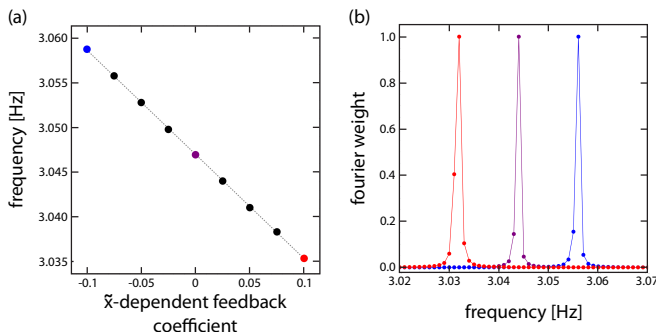 (a)
3.060
3.055
3.050
3.045
3.040
3.035
frequency [Hz]
-0.1 -0.05 0 0.05 0.1
x̃-dependent feedback
coefficient
(b)
1.0
0.8
0.6
0.4
0.2
0.0
fourier weight
3.02 3.03 3.04 3.05 3.06 3.07
frequency [Hz]